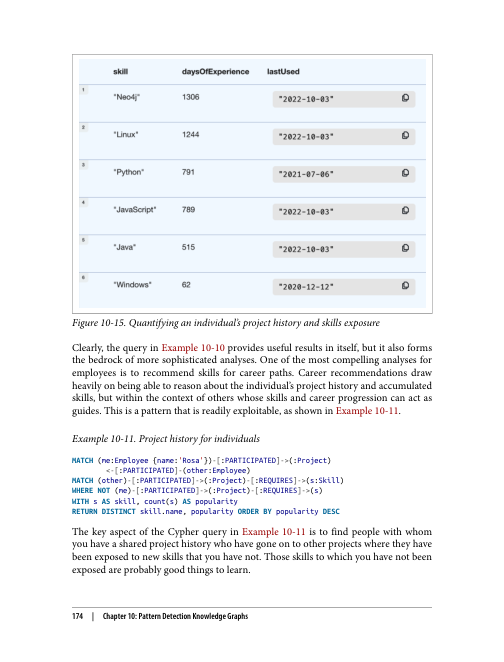 skill daysOfExperience lastUsed
1 "Neo4j" 1306 "2022-10-03"
2 "Linux" 1244 "2022-10-03"
3 "Python" 791 "2021-07-06"
4 "JavaScript" 789 "2022-10-03"
5 "Java" 515 "2022-10-03"
6 "Windows" 62 "2020-12-12"
Figure 10-15. Quantifying an individual's project history and skills exposure
Clearly, the query in Example 10-10 provides useful results in itself, but it also forms
the bedrock of more sophisticated analyses. One of the most compelling analyses for
employees is to recommend skills for career paths. Career recommendations draw
heavily on being able to reason about the individual's project history and accumulated
skills, but within the context of others whose skills and career progression can act as
guides. This is a pattern that is readily exploitable, as shown in Example 10-11.
Example 10-11. Project history for individuals
MATCH (me:Employee {name:'Rosa'})-[:PARTICIPATED]->(:Project)
<-[:PARTICIPATED]-(other:Employee)
MATCH (other)-[:PARTICIPATED]->(:Project)-[:REQUIRES]->(s:Skill)
WHERE NOT (me)-[:PARTICIPATED]->(:Project)-[:REQUIRES]->(s)
WITH s AS skill, count(s) AS popularity
RETURN DISTINCT skill.name, popularity ORDER BY popularity DESC
The key aspect of the Cypher query in Example 10-11 is to find people with whom
you have a shared project history who have gone on to other projects where they have
been exposed to new skills that you have not. Those skills to which you have not been
exposed are probably good things to learn.
174 | Chapter 10: Pattern Detection Knowledge Graphs